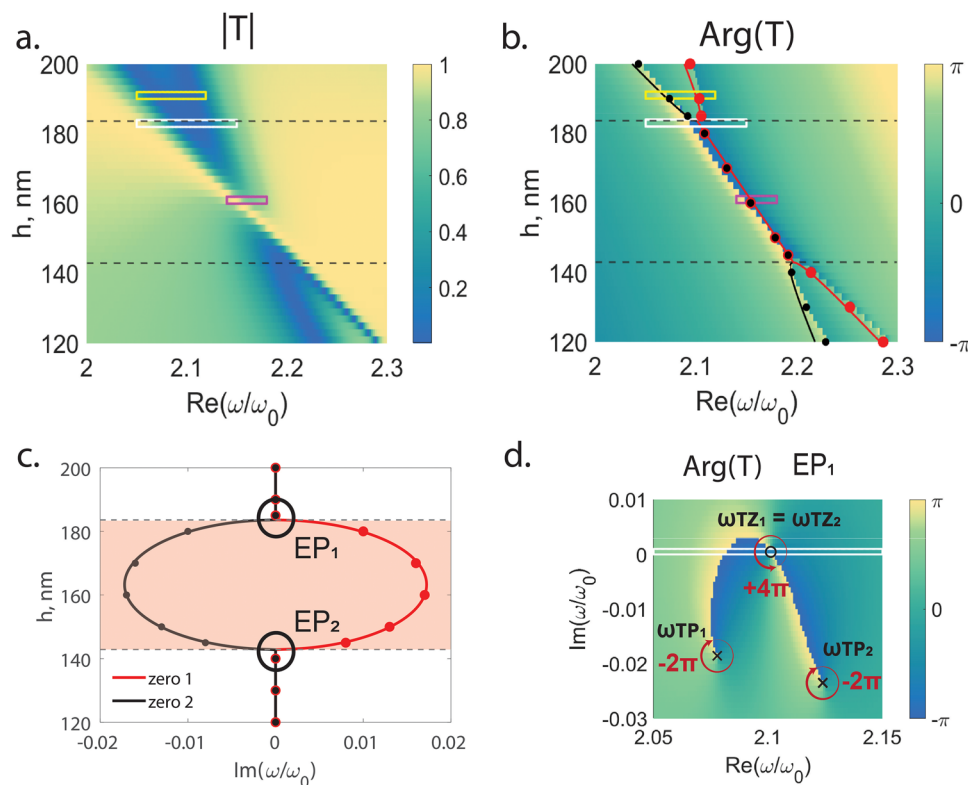 a.
|T|
200
180
160
140
120
h, nm
2
2.1
2.2
2.3
Re(ω/ω₀)
1
0.8
0.6
0.4
0.2
b.
Arg(T)
200
180
160
140
120
h, nm
2
2.1
2.2
2.3
Re(ω/ω₀)
π
0
-π
c.
200
180
160
140
120
h, nm
EP₁
EP₂
zero 1
zero 2
-0.02
-0.01
0
0.01
0.02
Im(ω/ω₀)
d.
Arg(T) EP₁
0.01
0
-0.01
-0.02
-0.03
Im(ω/ω₀)
ωTZ₁ = ωTZ₂
+4π
ωTP₁
-2π
ωTP₂
-2π
2.05
2.1
2.15
Re(ω/ω₀)
π
0
-π